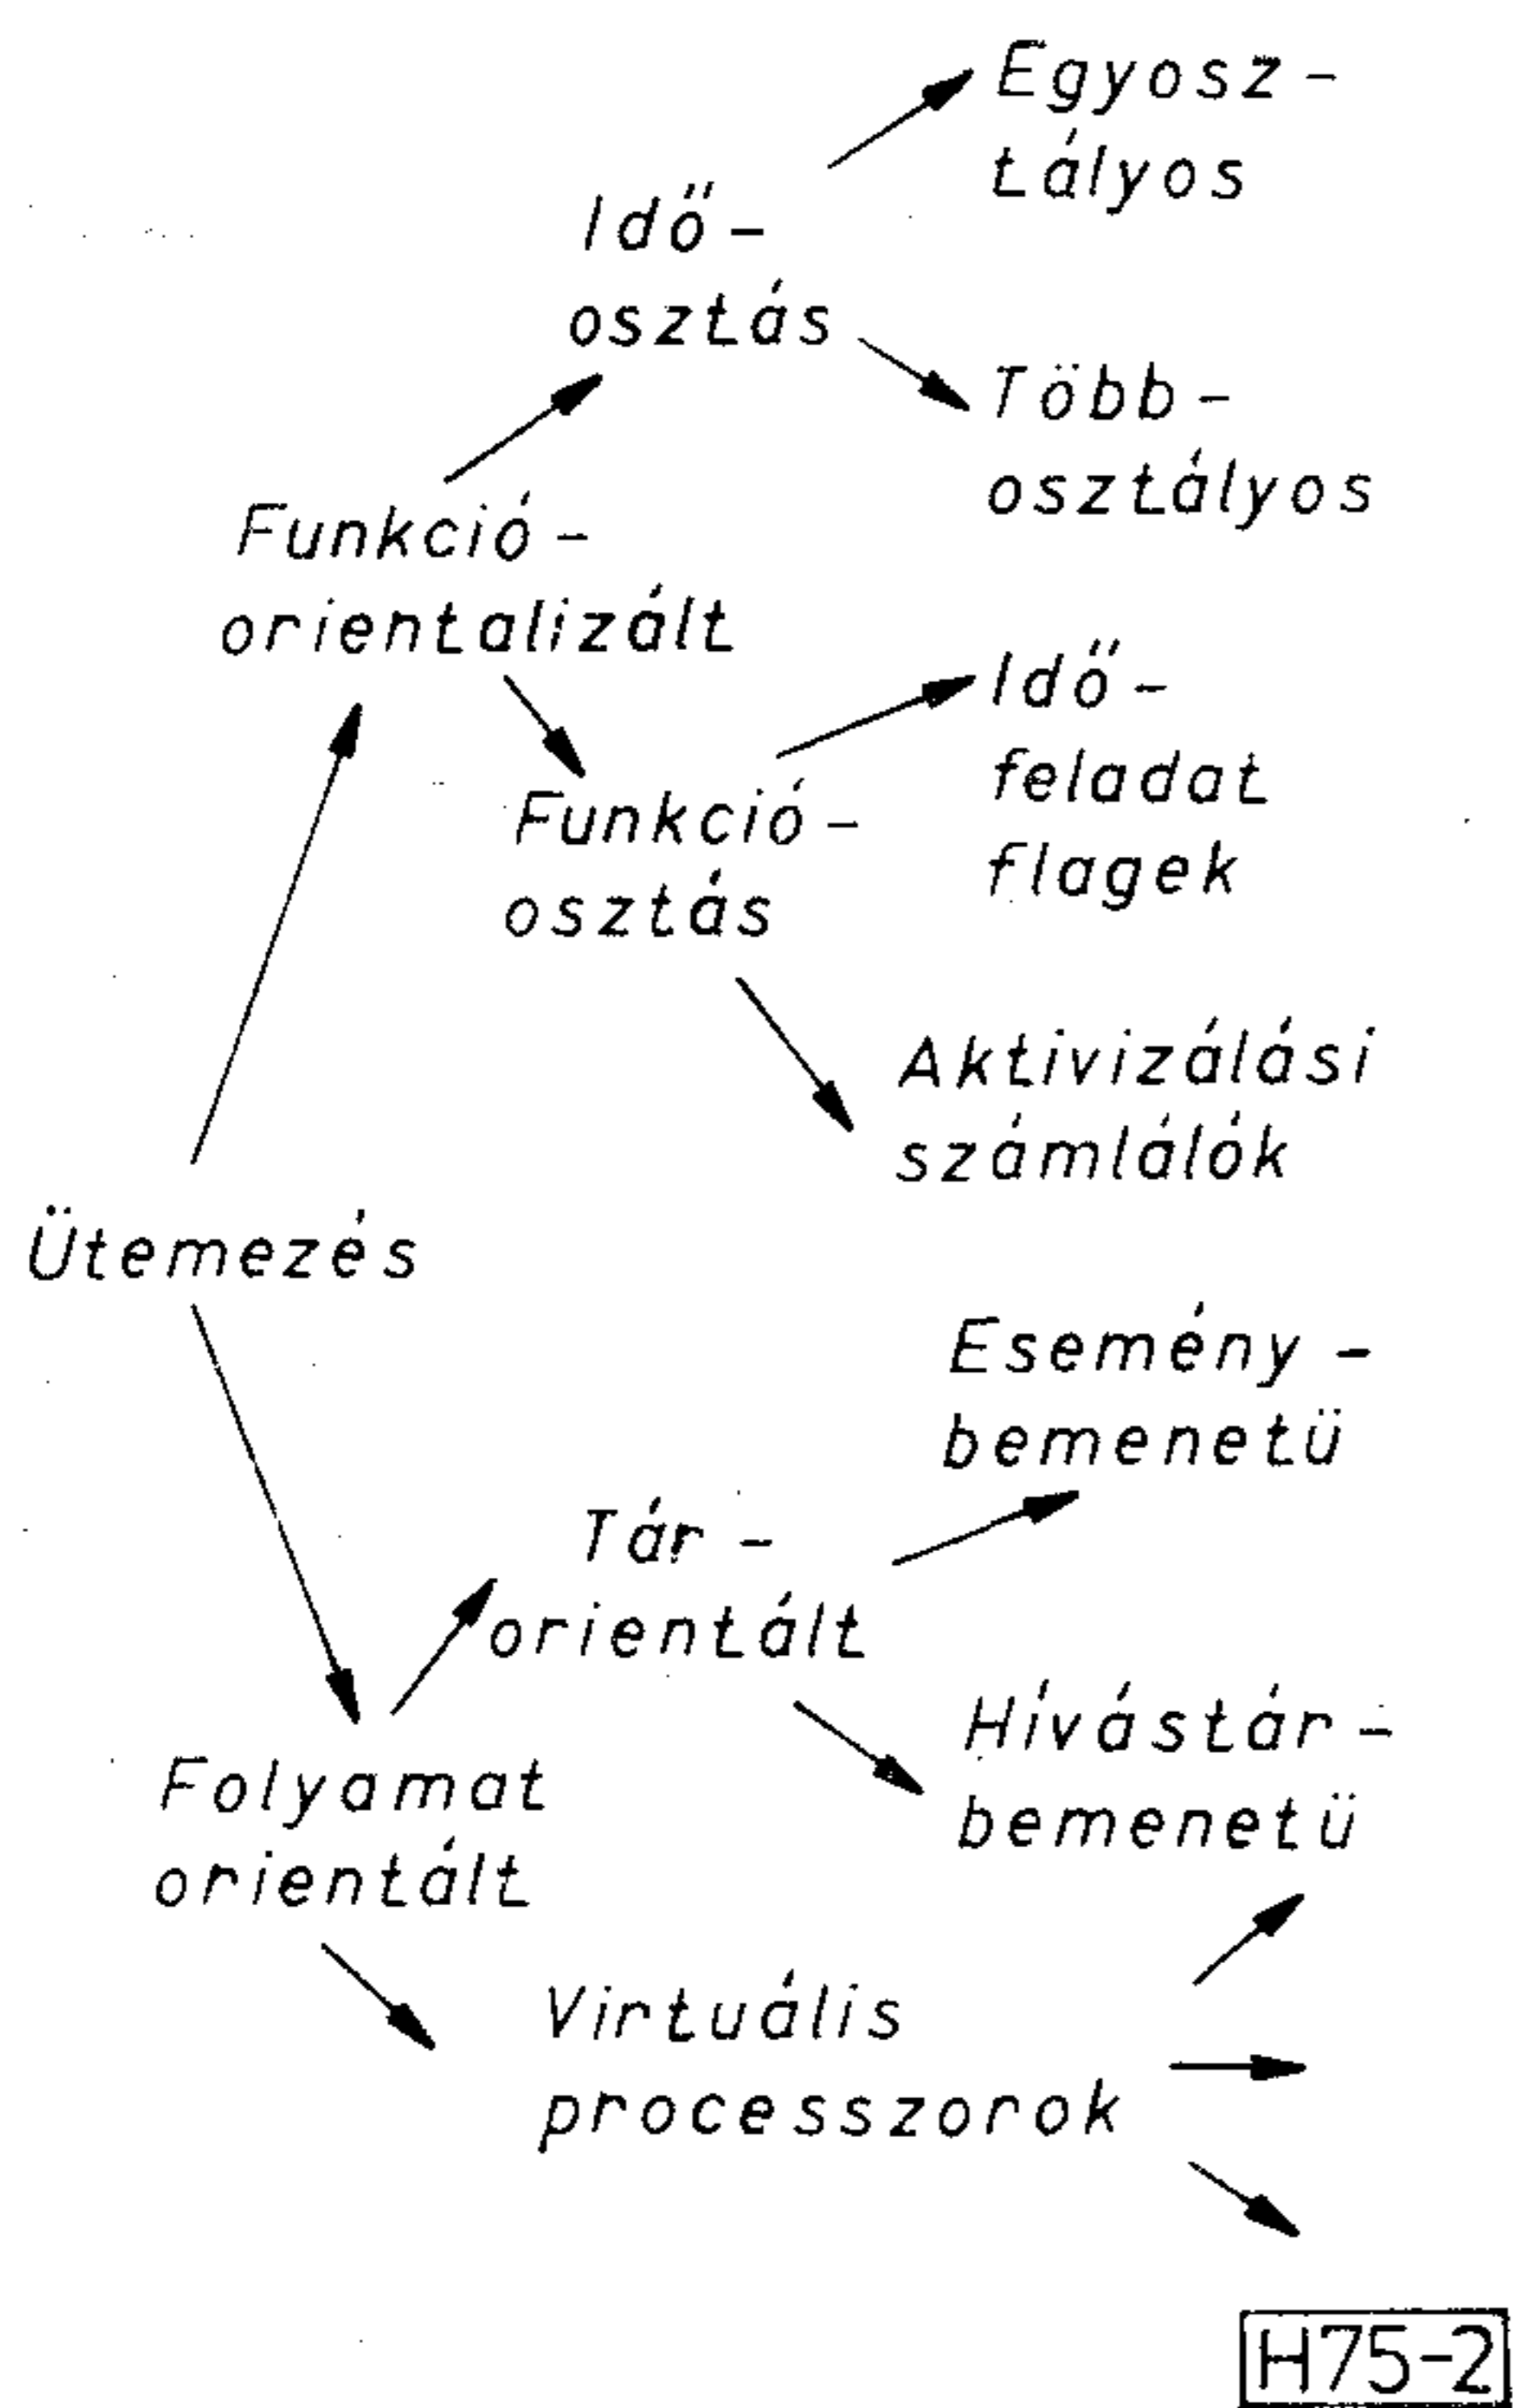 Egyosz-
tályos
Idő-
osztás
Több-
osztályos
Funkció-
orientalizált
Idő-
feladat
flagek
Funkció-
osztás
Aktivizálási
számlálók
Ütemezés
Esemény-
bemenetü
Tár-
orientált
Hívástár-
bemenetü
Folyamat
orientált
Virtuális
processzorok
H75-2